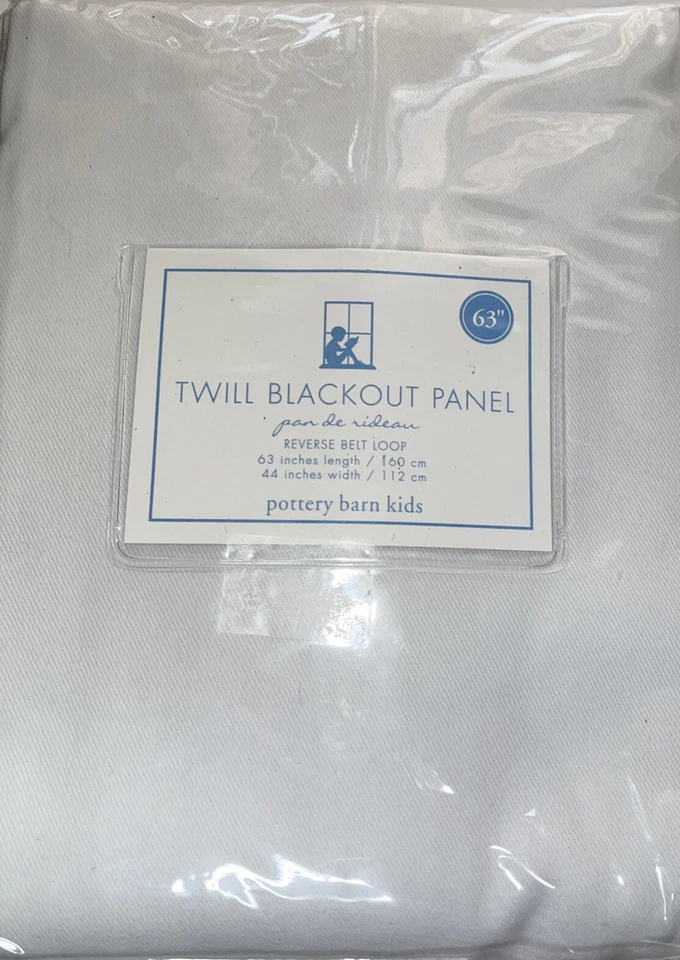 63"
TWILL BLACKOUT PANEL
pan de rideau
REVERSE BELT LOOP
63 inches length / 160 cm
44 inches width / 112 cm
pottery barn kids